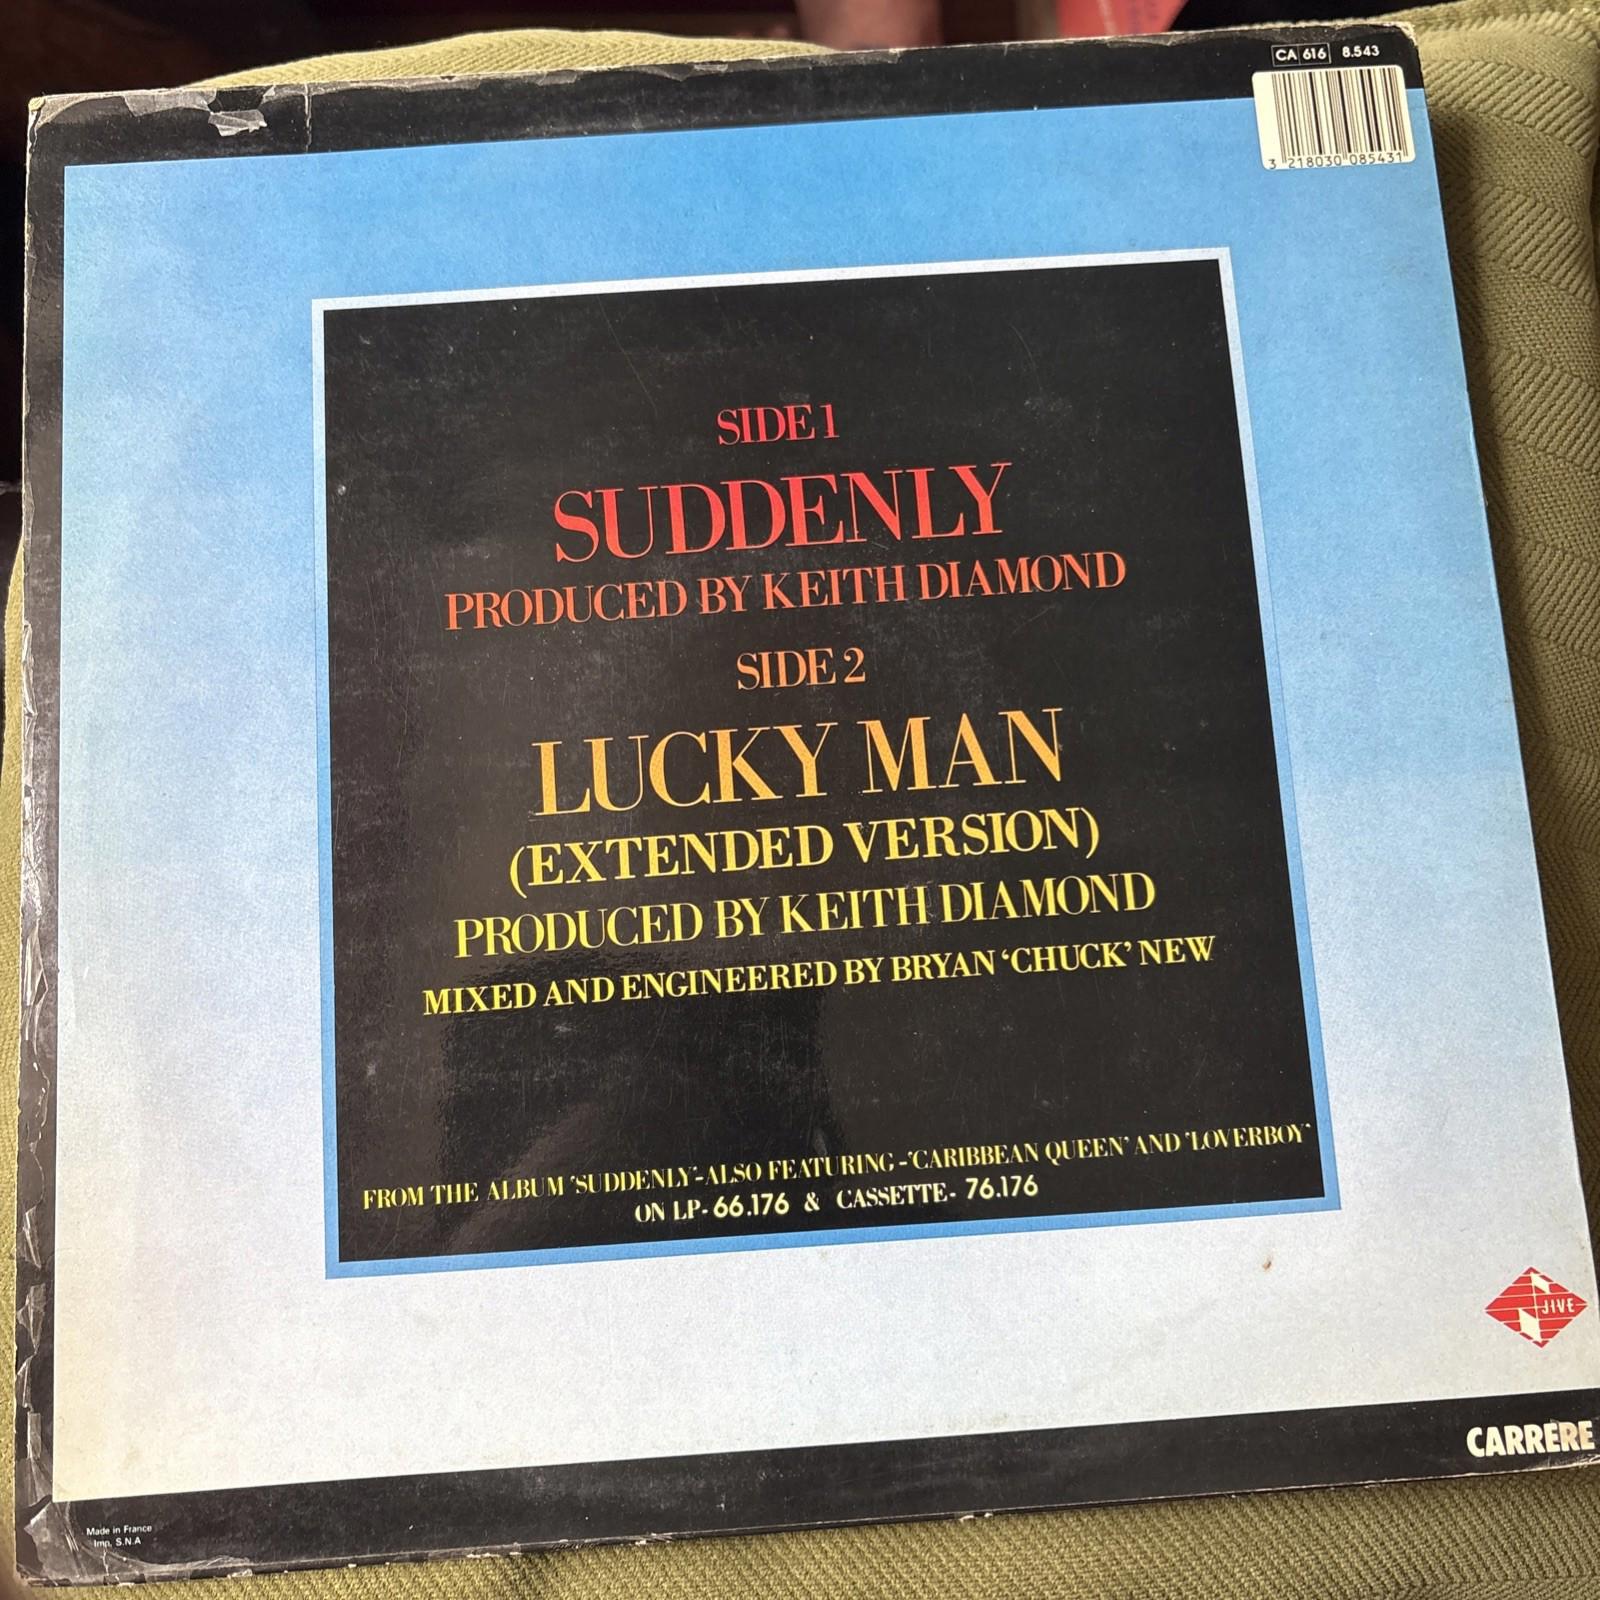 CA 616 8.543
3 218030 085431
SIDE 1
SUDDENLY
PRODUCED BY KEITH DIAMOND
SIDE 2
LUCKY MAN
(EXTENDED VERSION)
PRODUCED BY KEITH DIAMOND
MIXED AND ENGINEERED BY BRYAN ‘CHUCK’ NEW
FROM THE ALBUM 'SUDDENLY'-ALSO FEATURING-'CARIBBEAN QUEEN' AND 'LOVERBOY'
ON LP- 66.176 & CASSETTE- 76.176
JIVE
CARRERE
Made in France
Imp. S.N.A